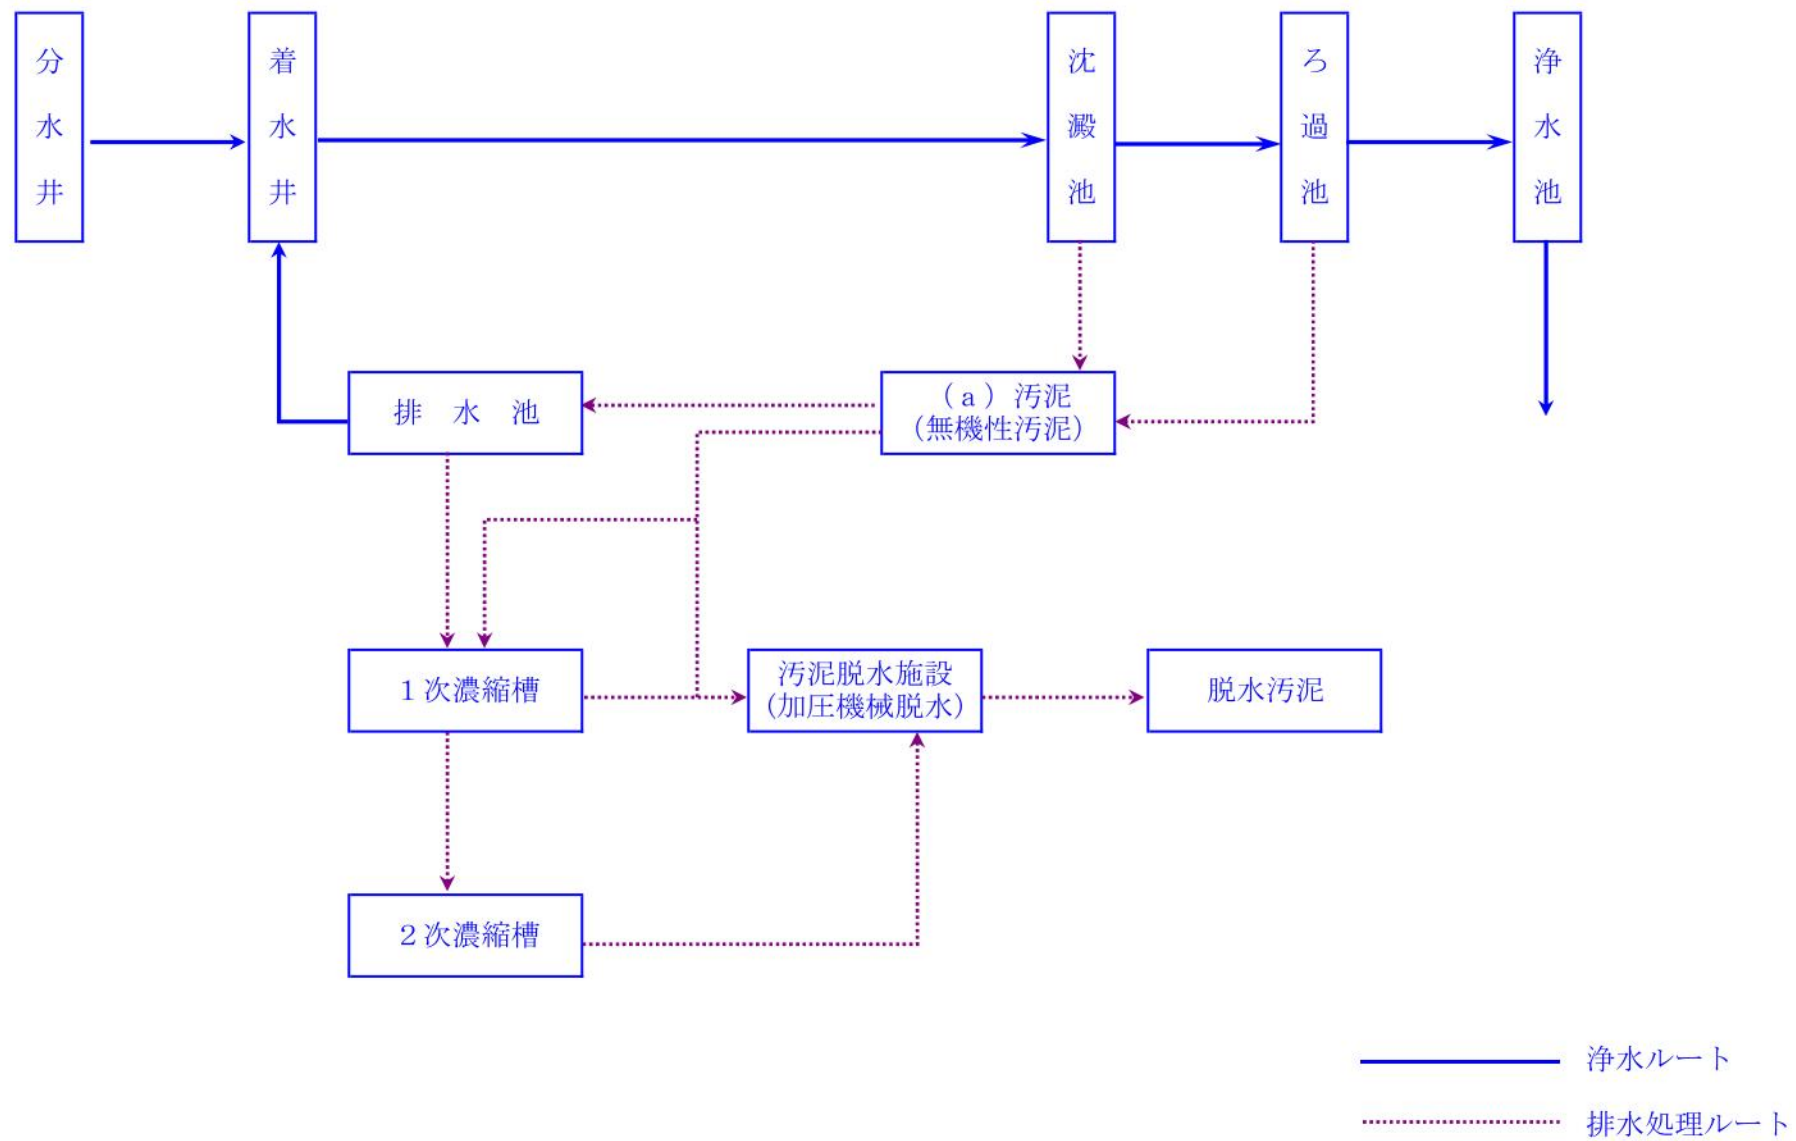 分水井
着水井
沈澱池
ろ過池
浄水池
排　水　池
（a）汚泥
(無機性汚泥)
１次濃縮槽
汚泥脱水施設
(加圧機械脱水)
脱水汚泥
２次濃縮槽
浄水ルート
排水処理ルート